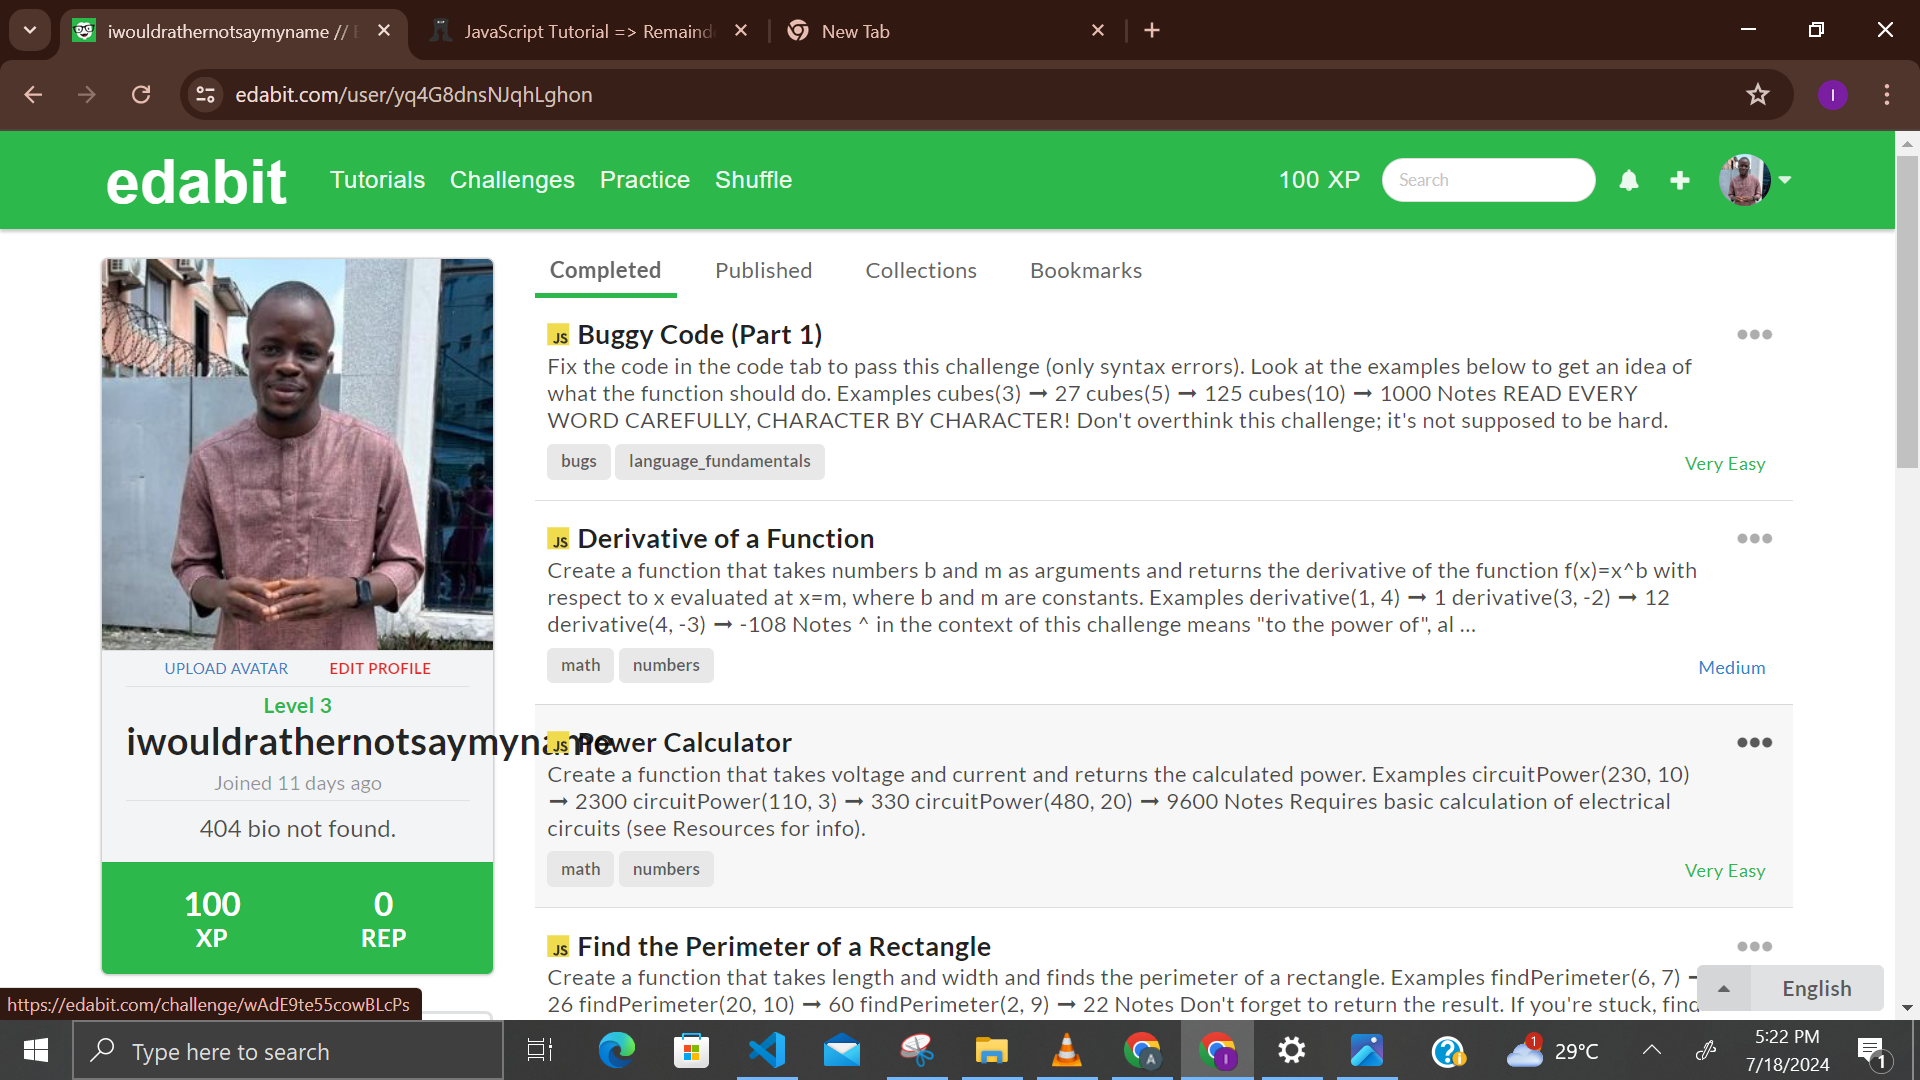 iwouldrathernotsaymyname //
JavaScript Tutorial => Remaind
New Tab
edabit.com/user/yq4G8dnsNJqhLghon
I
edabit
Tutorials
Challenges
Practice
Shuffle
100 XP
Search
Completed
Published
Collections
Bookmarks
UPLOAD AVATAR
EDIT PROFILE
Level 3
iwouldrathernotsaymyname
Joined 11 days ago
404 bio not found.
100
XP
0
REP
JS Buggy Code (Part 1)
Fix the code in the code tab to pass this challenge (only syntax errors). Look at the examples below to get an idea of
what the function should do. Examples cubes(3) ➞ 27 cubes(5) ➞ 125 cubes(10) ➞ 1000 Notes READ EVERY
WORD CAREFULLY, CHARACTER BY CHARACTER! Don't overthink this challenge; it's not supposed to be hard.
bugs
language_fundamentals
Very Easy
JS Derivative of a Function
Create a function that takes numbers b and m as arguments and returns the derivative of the function f(x)=x^b with
respect to x evaluated at x=m, where b and m are constants. Examples derivative(1, 4) ➞ 1 derivative(3, -2) ➞ 12
derivative(4, -3) ➞ -108 Notes ^ in the context of this challenge means "to the power of", al ...
math
numbers
Medium
JS Power Calculator
Create a function that takes voltage and current and returns the calculated power. Examples circuitPower(230, 10)
➞ 2300 circuitPower(110, 3) ➞ 330 circuitPower(480, 20) ➞ 9600 Notes Requires basic calculation of electrical
circuits (see Resources for info).
math
numbers
Very Easy
JS Find the Perimeter of a Rectangle
Create a function that takes length and width and finds the perimeter of a rectangle. Examples findPerimeter(6, 7)
26 findPerimeter(20, 10) ➞ 60 findPerimeter(2, 9) ➞ 22 Notes Don't forget to return the result. If you're stuck, find
English
https://edabit.com/challenge/wAdE9te55cowBLcPs
Type here to search
A
I
1
29°C
5:22 PM
7/18/2024
1